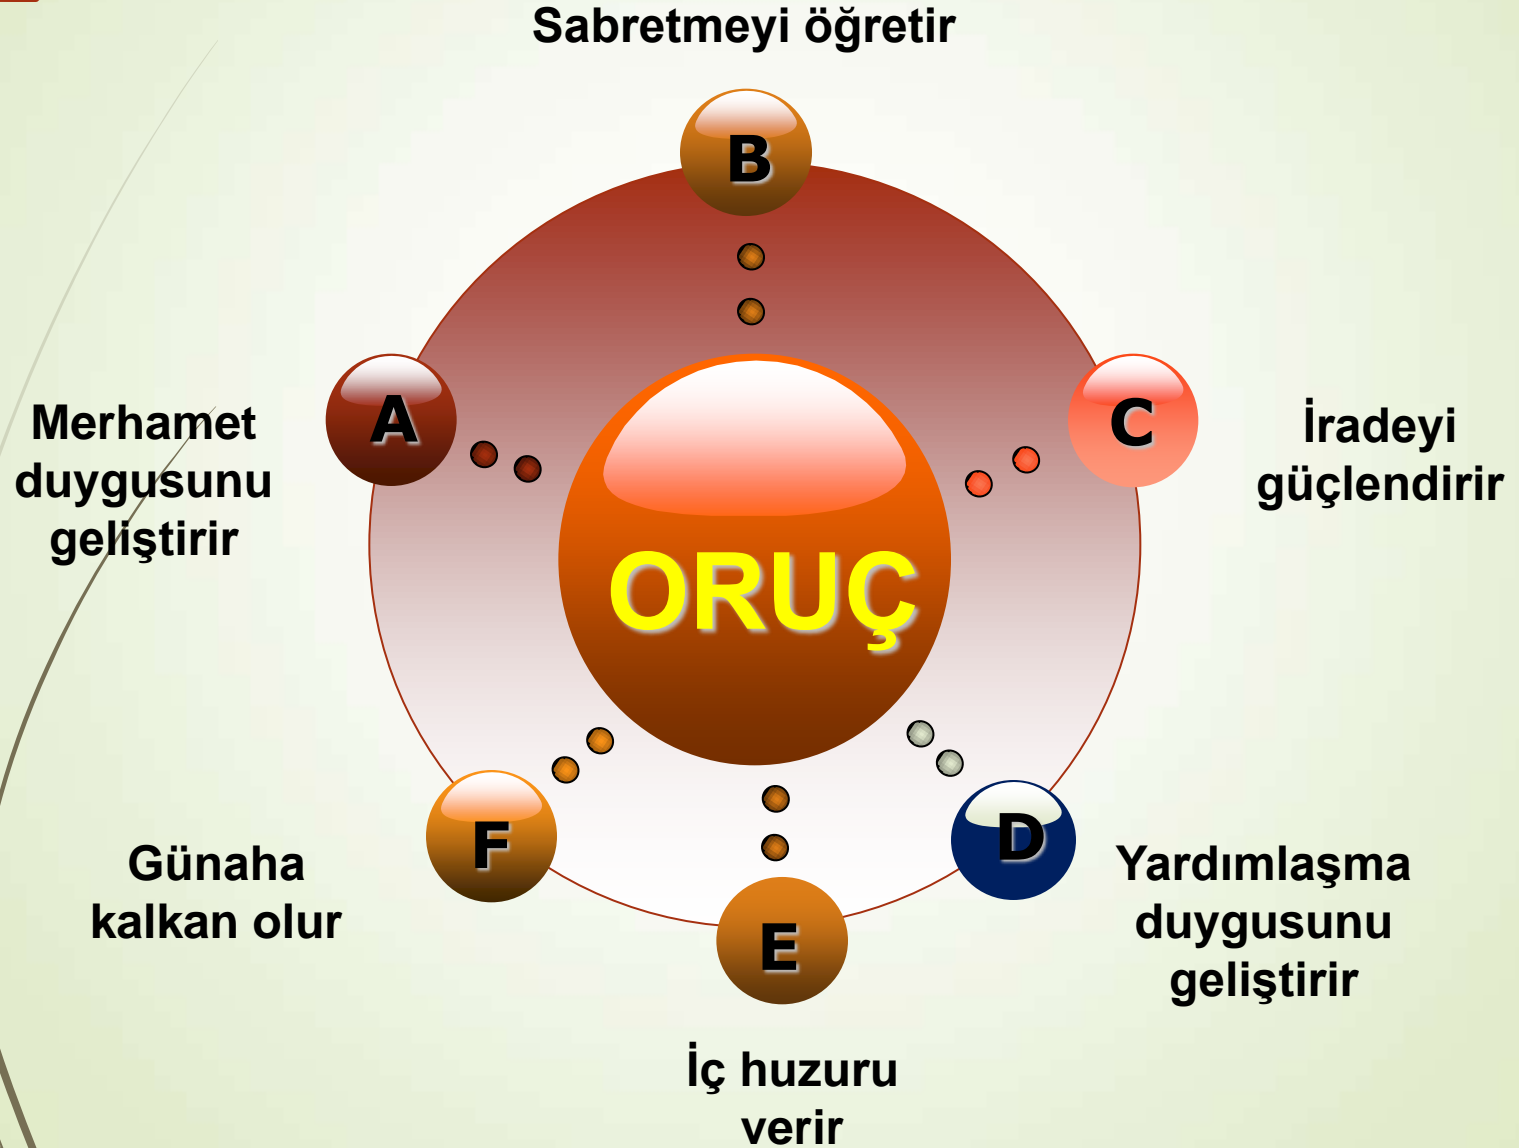 Sabretmeyi öğretir
B
A
C
Merhamet
duygusunu
geliştirir
İradeyi
güçlendirir
ORUÇ
F
D
E
Günaha
kalkan olur
Yardımlaşma
duygusunu
geliştirir
İç huzuru
verir